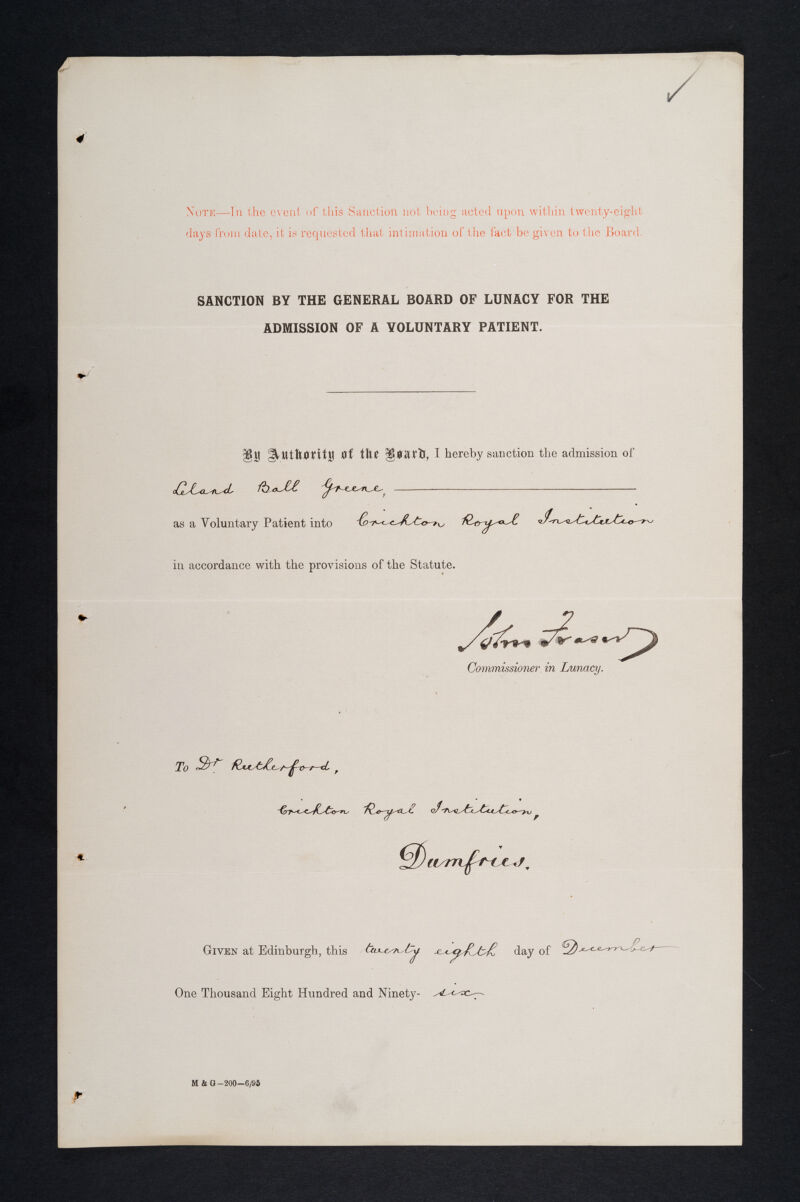 NOTE—In the event of this Sanction not being acted upon within twenty-eight
days from date, it is requested that intimation of the fact be given to the Board.
SANCTION BY THE GENERAL BOARD OF LUNACY FOR THE
ADMISSION OF A VOLUNTARY PATIENT.
By Authority of the Board, I hereby sanction the admission of
Leland Ball Greene,
as a Voluntary Patient into Crichton Royal Institution
in accordance with the provisions of the Statute.
John Fraser
Commissioner in Lunacy.
To Dr Rutherford,
Crichton Royal Institution,
Dumfries.
GIVEN at Edinburgh, this twenty eighth day of December
One Thousand Eight Hundred and Ninety- six
M & G—200—6/95